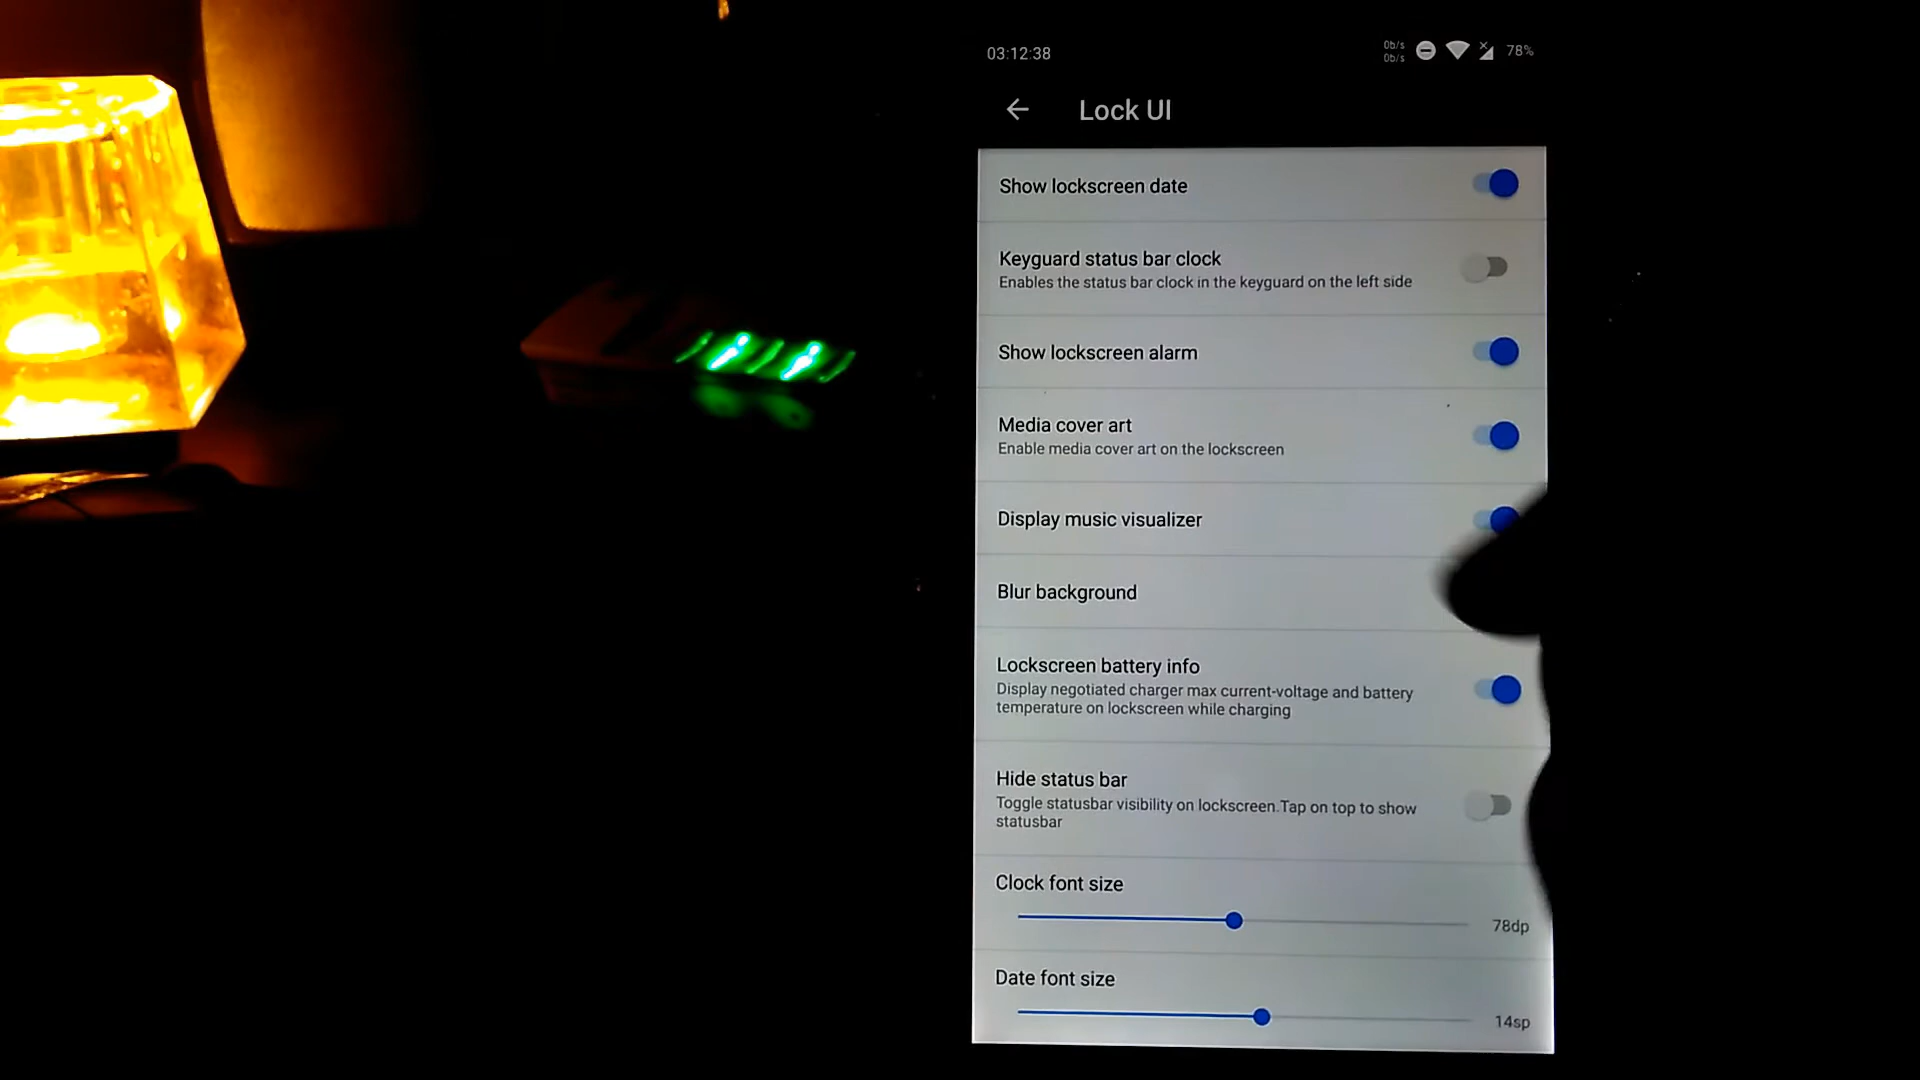 03:12:38
0b/s
0b/s
78%
Lock UI
Show lockscreen date
Keyguard status bar clock
Enables the status bar clock in the keyguard on the left side
Show lockscreen alarm
Media cover art
Enable media cover art on the lockscreen
Display music visualizer
Blur background
Lockscreen battery info
Display negotiated charger max current-voltage and battery
temperature on lockscreen while charging
Hide status bar
Toggle statusbar visibility on lockscreen.Tap on top to show
statusbar
Clock font size
78dp
Date font size
14sp